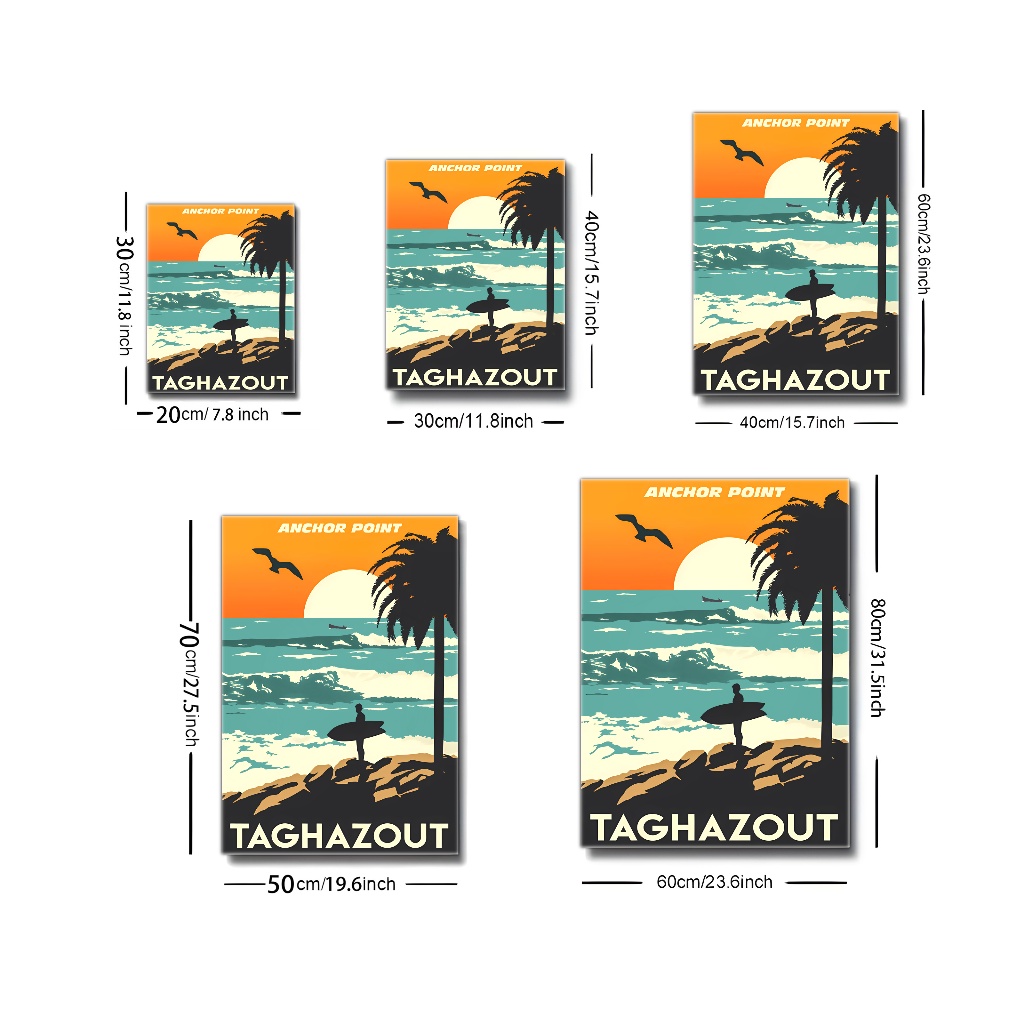 ANCHOR POINT
TAGHAZOUT
30cm/11.8 inch
20cm/ 7.8 inch
ANCHOR POINT
TAGHAZOUT
40cm/15.7inch
30cm/11.8inch
ANCHOR POINT
TAGHAZOUT
60cm/23.6inch
40cm/15.7inch
ANCHOR POINT
TAGHAZOUT
70cm/27.5inch
50cm/19.6inch
ANCHOR POINT
TAGHAZOUT
80cm/31.5inch
60cm/23.6inch